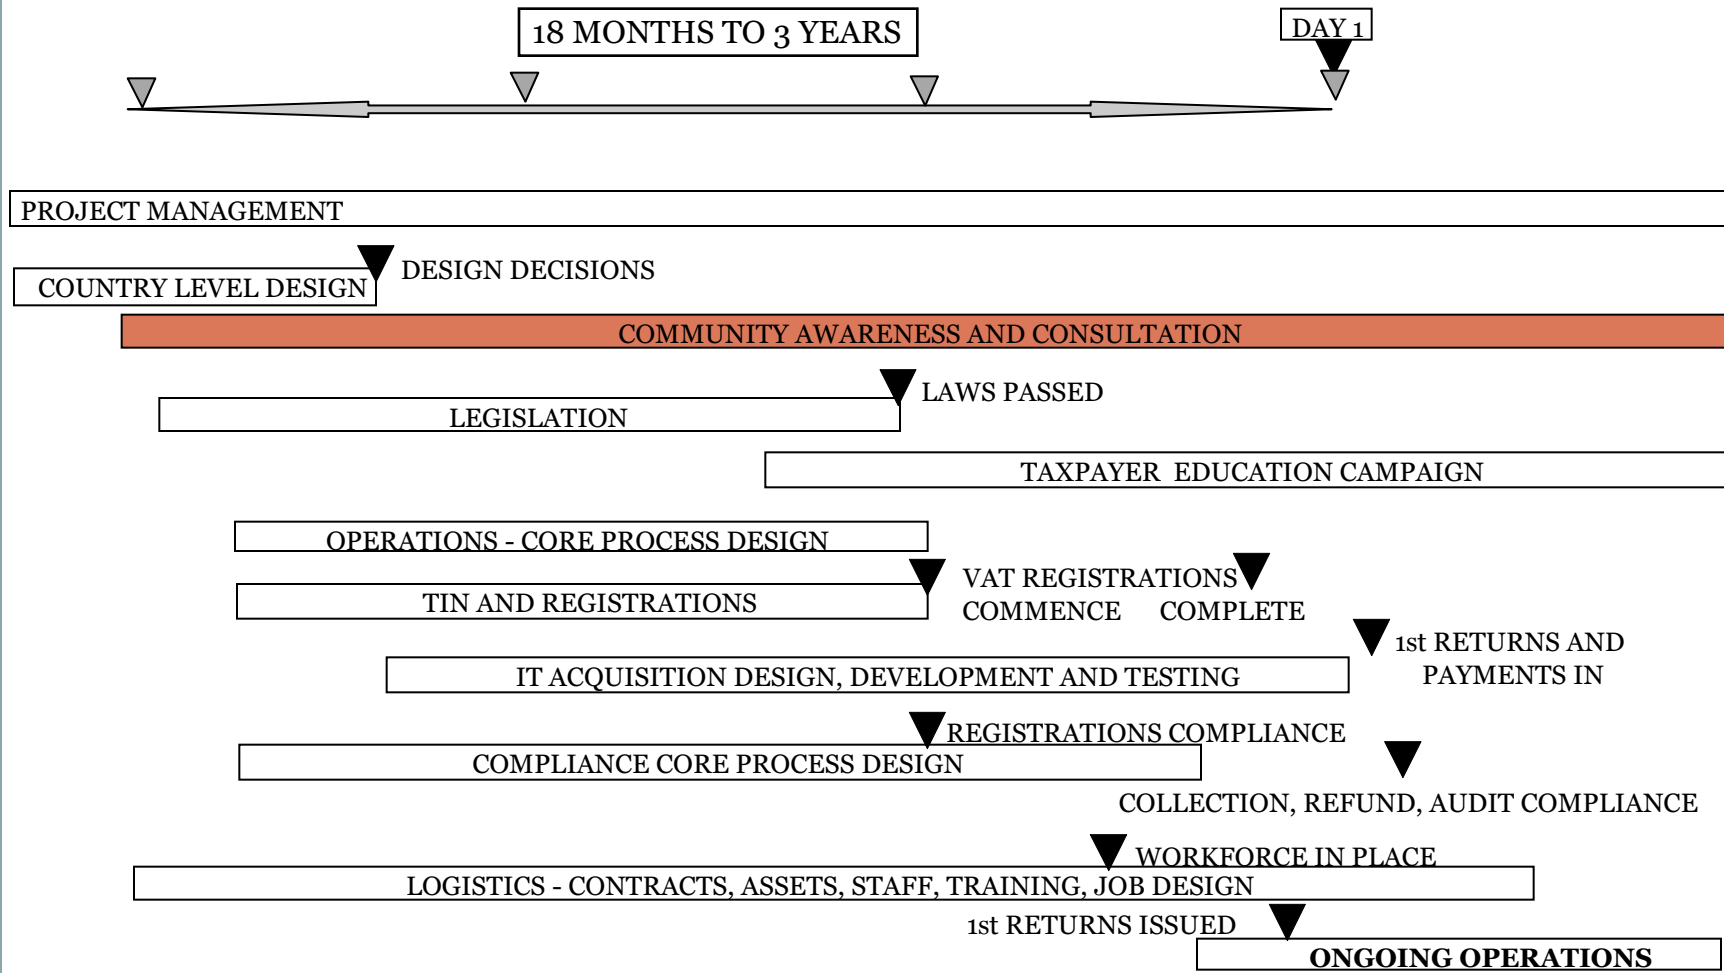 18 MONTHS TO 3 YEARS
DAY 1
PROJECT MANAGEMENT
DESIGN DECISIONS
COUNTRY LEVEL DESIGN
COMMUNITY AWARENESS AND CONSULTATION
LAWS PASSED
LEGISLATION
TAXPAYER EDUCATION CAMPAIGN
OPERATIONS - CORE PROCESS DESIGN
VAT REGISTRATIONS
COMMENCE COMPLETE
TIN AND REGISTRATIONS
1st RETURNS AND
PAYMENTS IN
IT ACQUISITION DESIGN, DEVELOPMENT AND TESTING
REGISTRATIONS COMPLIANCE
COMPLIANCE CORE PROCESS DESIGN
COLLECTION, REFUND, AUDIT COMPLIANCE
WORKFORCE IN PLACE
LOGISTICS - CONTRACTS, ASSETS, STAFF, TRAINING, JOB DESIGN
1st RETURNS ISSUED
ONGOING OPERATIONS